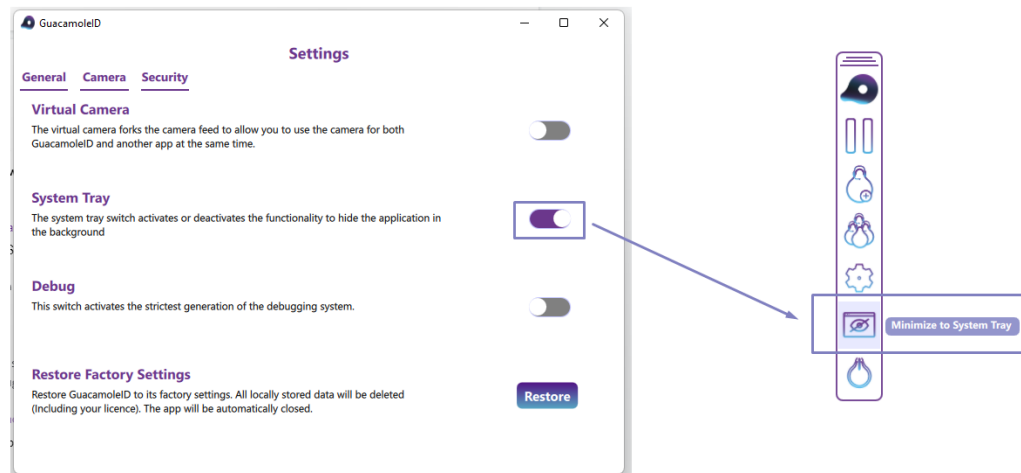 GuacamoleID
Settings
General Camera Security
Virtual Camera
The virtual camera forks the camera feed to allow you to use the camera for both
GuacamoleID and another app at the same time.
System Tray
The system tray switch activates or deactivates the functionality to hide the application in
the background
Debug
This switch activates the strictest generation of the debugging system.
Restore Factory Settings
Restore GuacamoleID to its factory settings. All locally stored data will be deleted
(Including your licence). The app will be automatically closed.
Restore
Minimize to System Tray